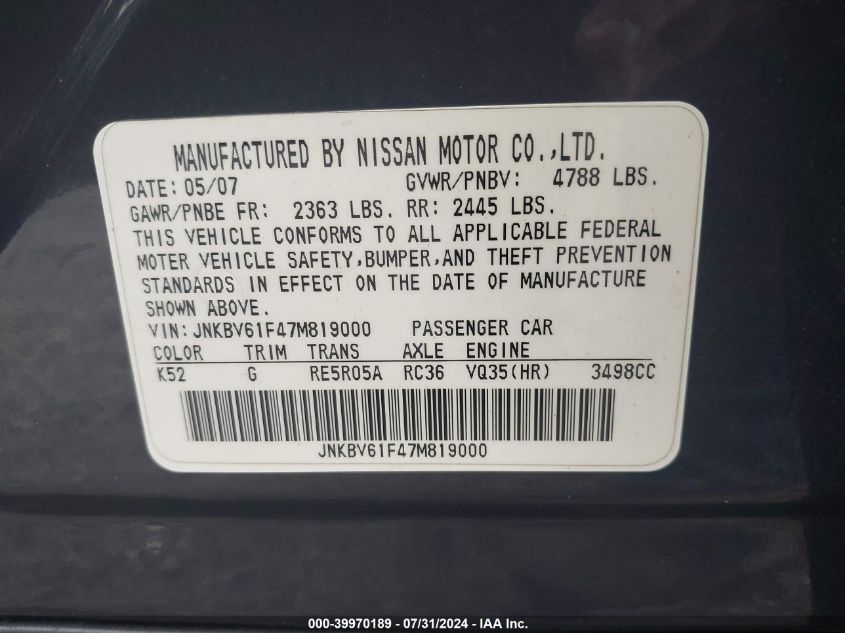 MANUFACTURED BY NISSAN MOTOR CO.,LTD.
DATE: 05/07 GVWR/PNBV: 4788 LBS.
GAWR/PNBE FR: 2363 LBS. RR: 2445 LBS.
THIS VEHICLE CONFORMS TO ALL APPLICABLE FEDERAL
MOTER VEHICLE SAFETY,BUMPER,AND THEFT PREVENTION
STANDARDS IN EFFECT ON THE DATE OF MANUFACTURE
SHOWN ABOVE.
VIN: JNKBV61F47M819000 PASSENGER CAR
COLOR TRIM TRANS AXLE ENGINE
K52 G RE5R05A RC36 VQ35(HR) 3498CC
JNKBV61F47M819000
000-39970189 - 07/31/2024 - IAA Inc.